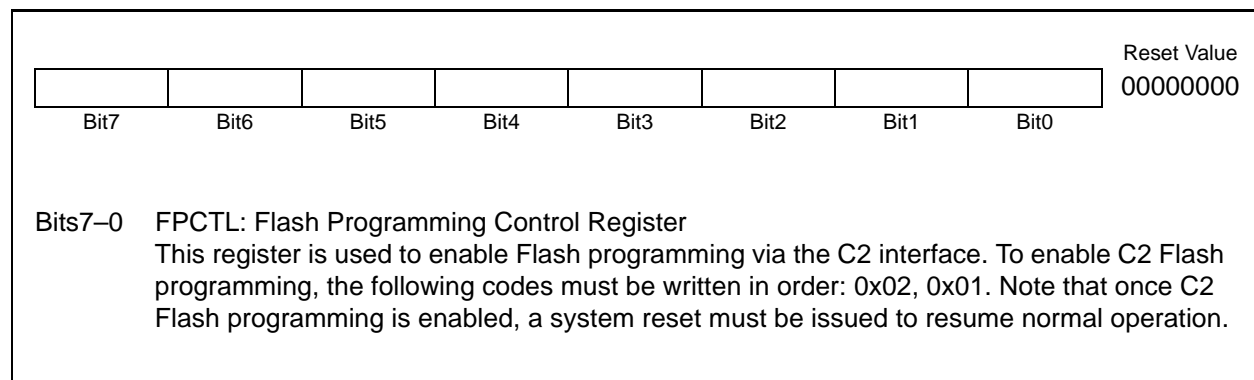 Reset Value
00000000
Bit7 Bit6 Bit5 Bit4 Bit3 Bit2 Bit1 Bit0
Bits7–0 FPCTL: Flash Programming Control Register
This register is used to enable Flash programming via the C2 interface. To enable C2 Flash
programming, the following codes must be written in order: 0x02, 0x01. Note that once C2
Flash programming is enabled, a system reset must be issued to resume normal operation.